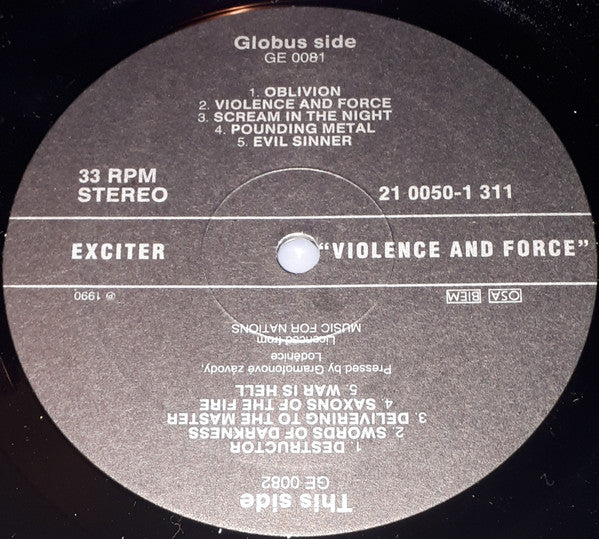 Globus side
GE 0081
1. OBLIVION
2. VIOLENCE AND FORCE
3. SCREAM IN THE NIGHT
4. POUNDING METAL
5. EVIL SINNER
33 RPM
STEREO
21 0050-1 311
EXCITER
"VIOLENCE AND FORCE"
This side
GE 0082
1. DESTRUCTOR
2. SWORDS OF DARKNESS
3. DELIVERING TO THE MASTER
4. SAXONS OF THE FIRE
5. WAR IS HELL
Pressed by Gramofonové závody,
Loděnice
Licenced from
MUSIC FOR NATIONS
OSA BIEM
℗ 1990